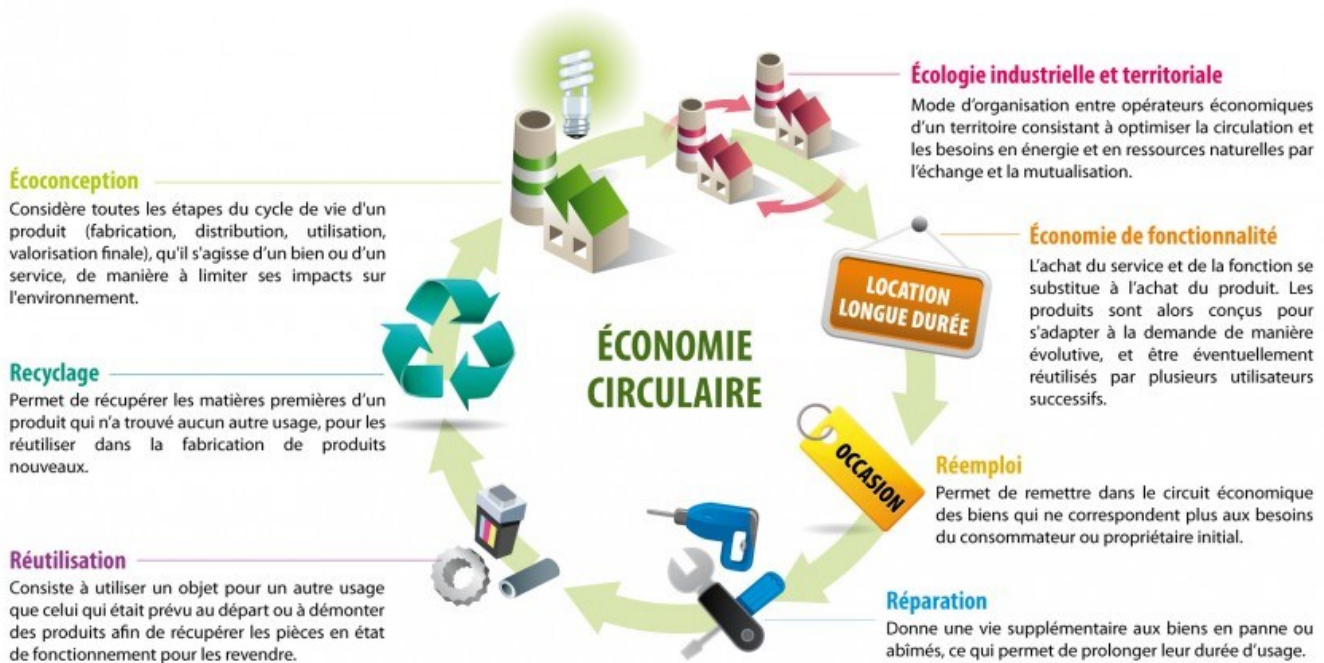 Écologie industrielle et territoriale
Mode d'organisation entre opérateurs économiques
d'un territoire consistant à optimiser la circulation et
les besoins en énergie et en ressources naturelles par
l'échange et la mutualisation.
Écoconception
Considère toutes les étapes du cycle de vie d'un
produit (fabrication, distribution, utilisation,
valorisation finale), qu'il s'agisse d'un bien ou d'un
service, de manière à limiter ses impacts sur
l'environnement.
Économie de fonctionnalité
L'achat du service et de la fonction se
substitue à l'achat du produit. Les
produits sont alors conçus pour
s'adapter à la demande de manière
évolutive, et être éventuellement
réutilisés par plusieurs utilisateurs
successifs.
LOCATION
LONGUE DURÉE
ÉCONOMIE
CIRCULAIRE
Recyclage
Permet de récupérer les matières premières d'un
produit qui n'a trouvé aucun autre usage, pour les
réutiliser dans la fabrication de produits
nouveaux.
OCCASION
Réemploi
Permet de remettre dans le circuit économique
des biens qui ne correspondent plus aux besoins
du consommateur ou propriétaire initial.
Réutilisation
Consiste à utiliser un objet pour un autre usage
que celui qui était prévu au départ ou à démonter
des produits afin de récupérer les pièces en état
de fonctionnement pour les revendre.
Réparation
Donne une vie supplémentaire aux biens en panne ou
abîmés, ce qui permet de prolonger leur durée d'usage.